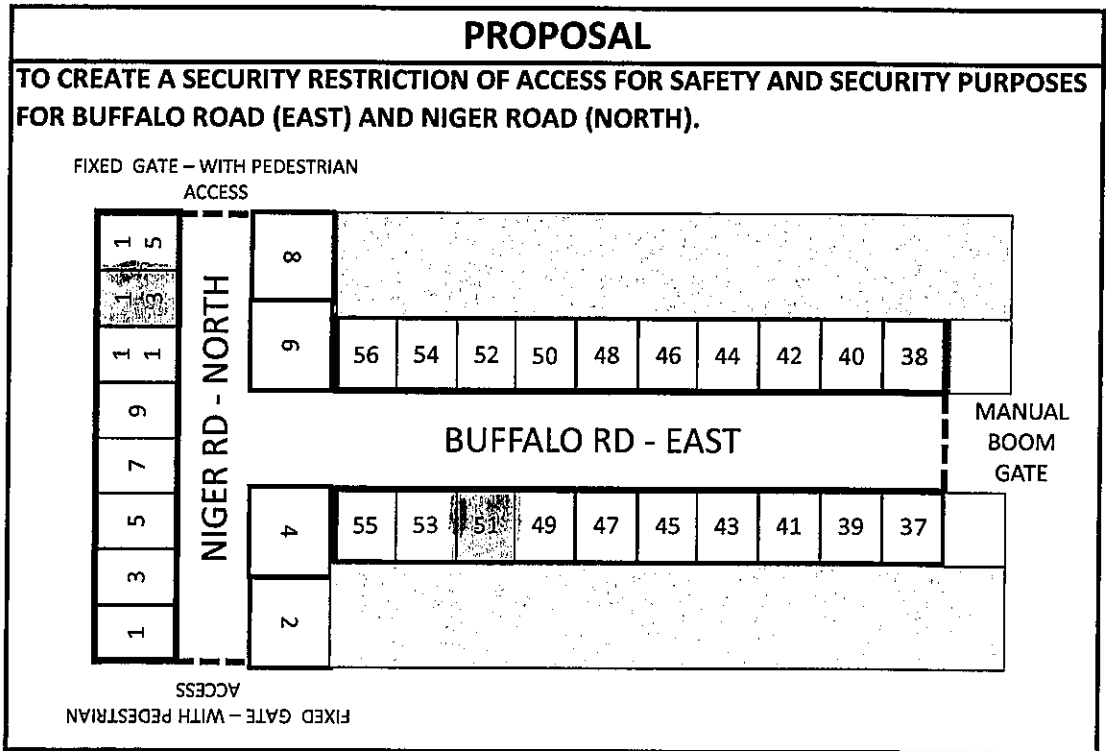 PROPOSAL
TO CREATE A SECURITY RESTRICTION OF ACCESS FOR SAFETY AND SECURITY PURPOSES
FOR BUFFALO ROAD (EAST) AND NIGER ROAD (NORTH).
FIXED GATE – WITH PEDESTRIAN
ACCESS
15
13
11
9
7
5
3
1
NIGER RD - NORTH
8
6
4
2
56 54 52 50 48 46 44 42 40 38
BUFFALO RD - EAST
MANUAL
BOOM
GATE
55 53 51 49 47 45 43 41 39 37
FIXED GATE – WITH PEDESTRIAN
ACCESS